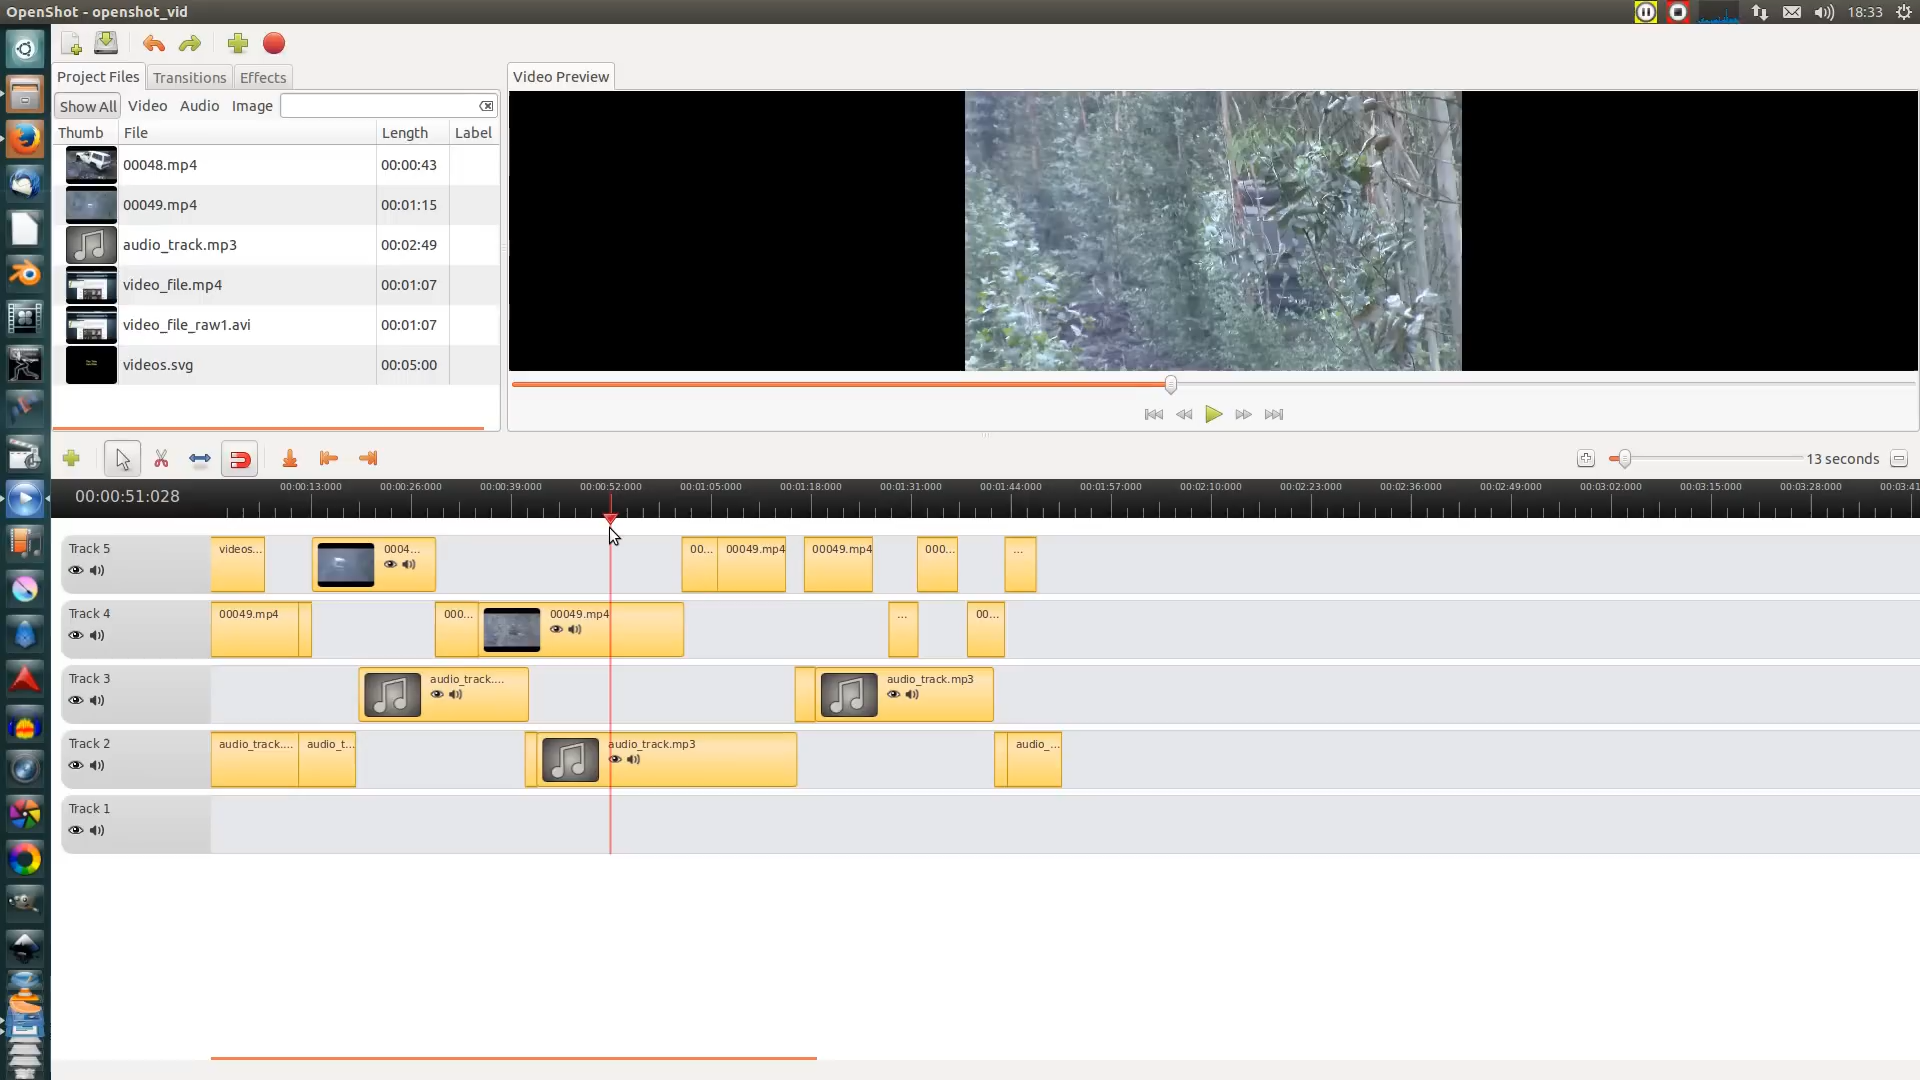 OpenShot - openshot_vid
18:33
Project Files Transitions Effects
Video Preview
Show All Video Audio Image
Thumb File Length Label
00048.mp4 00:00:43
00049.mp4 00:01:15
audio_track.mp3 00:02:49
video_file.mp4 00:01:07
video_file_raw1.avi 00:01:07
videos.svg 00:05:00
13 seconds
00:00:51:028
00:00:13:000 00:00:26:000 00:00:39:000 00:00:52:000 00:01:05:000 00:01:18:000 00:01:31:000 00:01:44:000 00:01:57:000 00:02:10:000 00:02:23:000 00:02:36:000 00:02:49:000 00:03:02:000 00:03:15:000 00:03:28:000 00:03:41
Track 5
videos... 0004... 00... 00049.mp4 00049.mp4 000... ...
Track 4
00049.mp4 000... 00049.mp4 ... 00...
Track 3
audio_track.... audio_track.mp3
Track 2
audio_track.... audio_t... audio_track.mp3 audio_...
Track 1